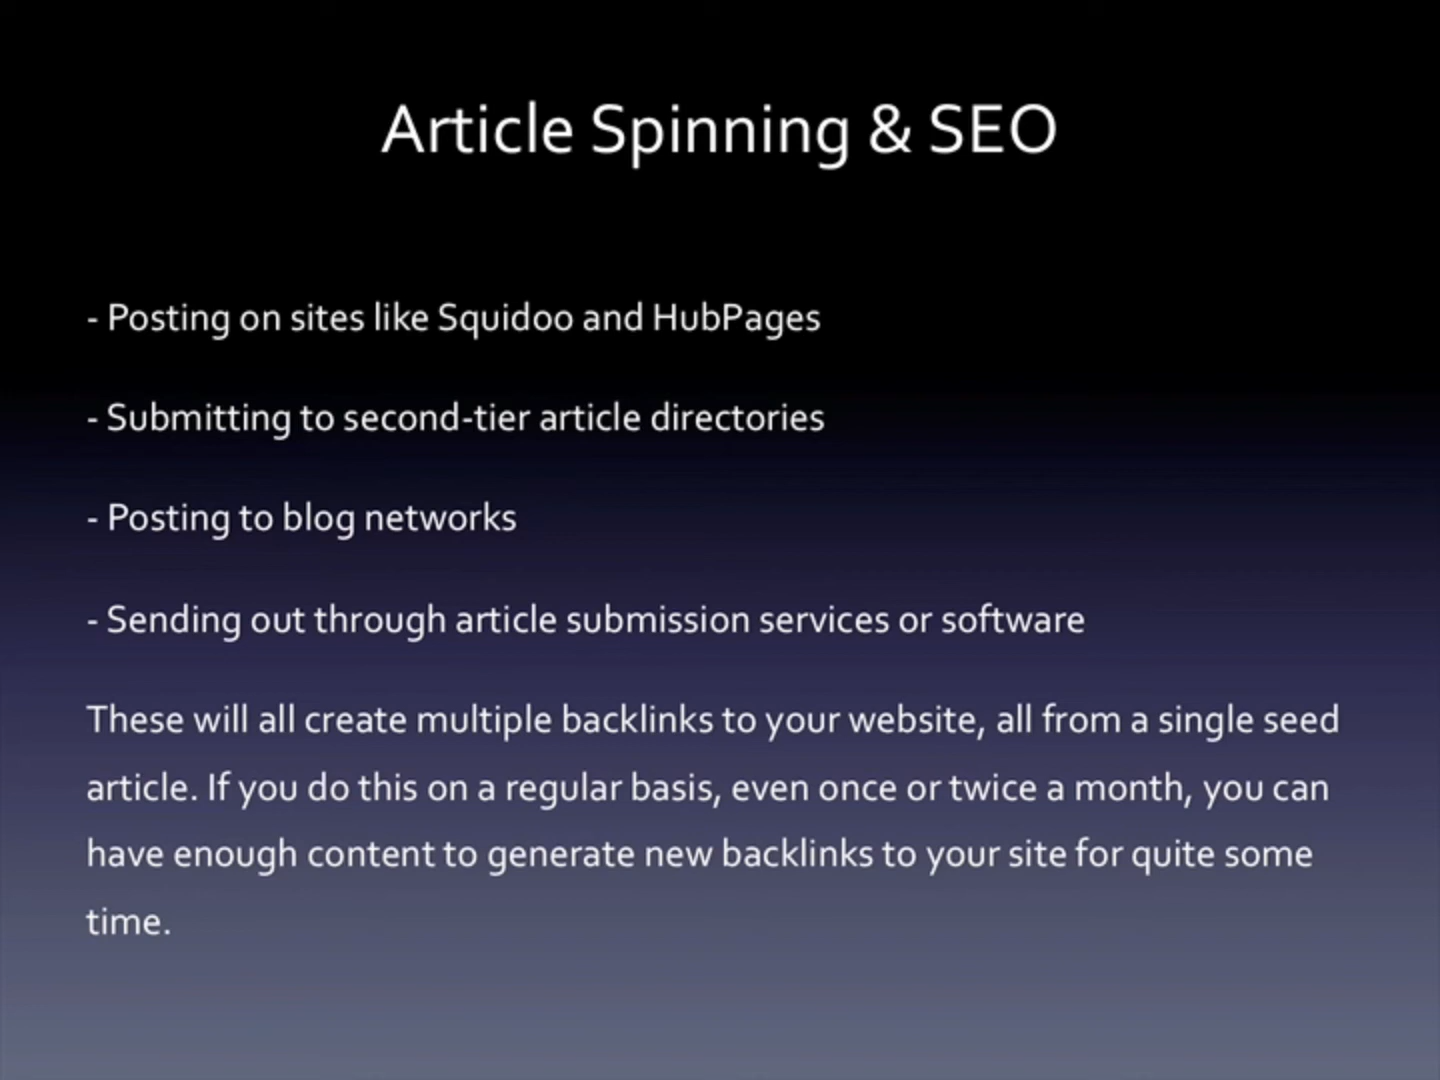 Article Spinning & SEO
- Posting on sites like Squidoo and HubPages
- Submitting to second-tier article directories
- Posting to blog networks
- Sending out through article submission services or software
These will all create multiple backlinks to your website, all from a single seed
article. If you do this on a regular basis, even once or twice a month, you can
have enough content to generate new backlinks to your site for quite some
time.